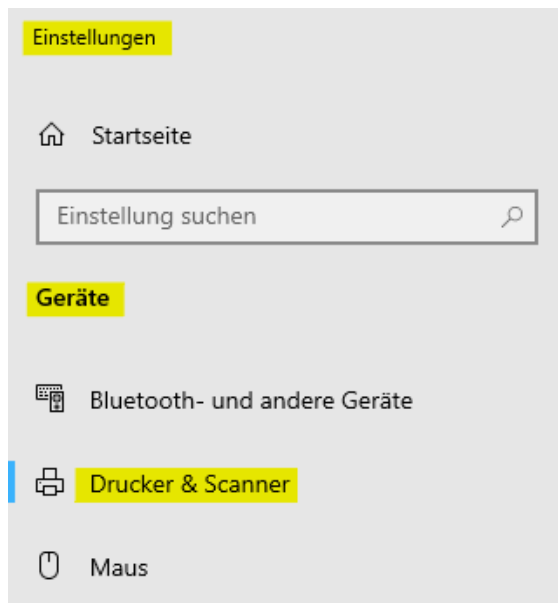 Einstellungen
Startseite
Einstellung suchen
Geräte
Bluetooth- und andere Geräte
Drucker & Scanner
Maus